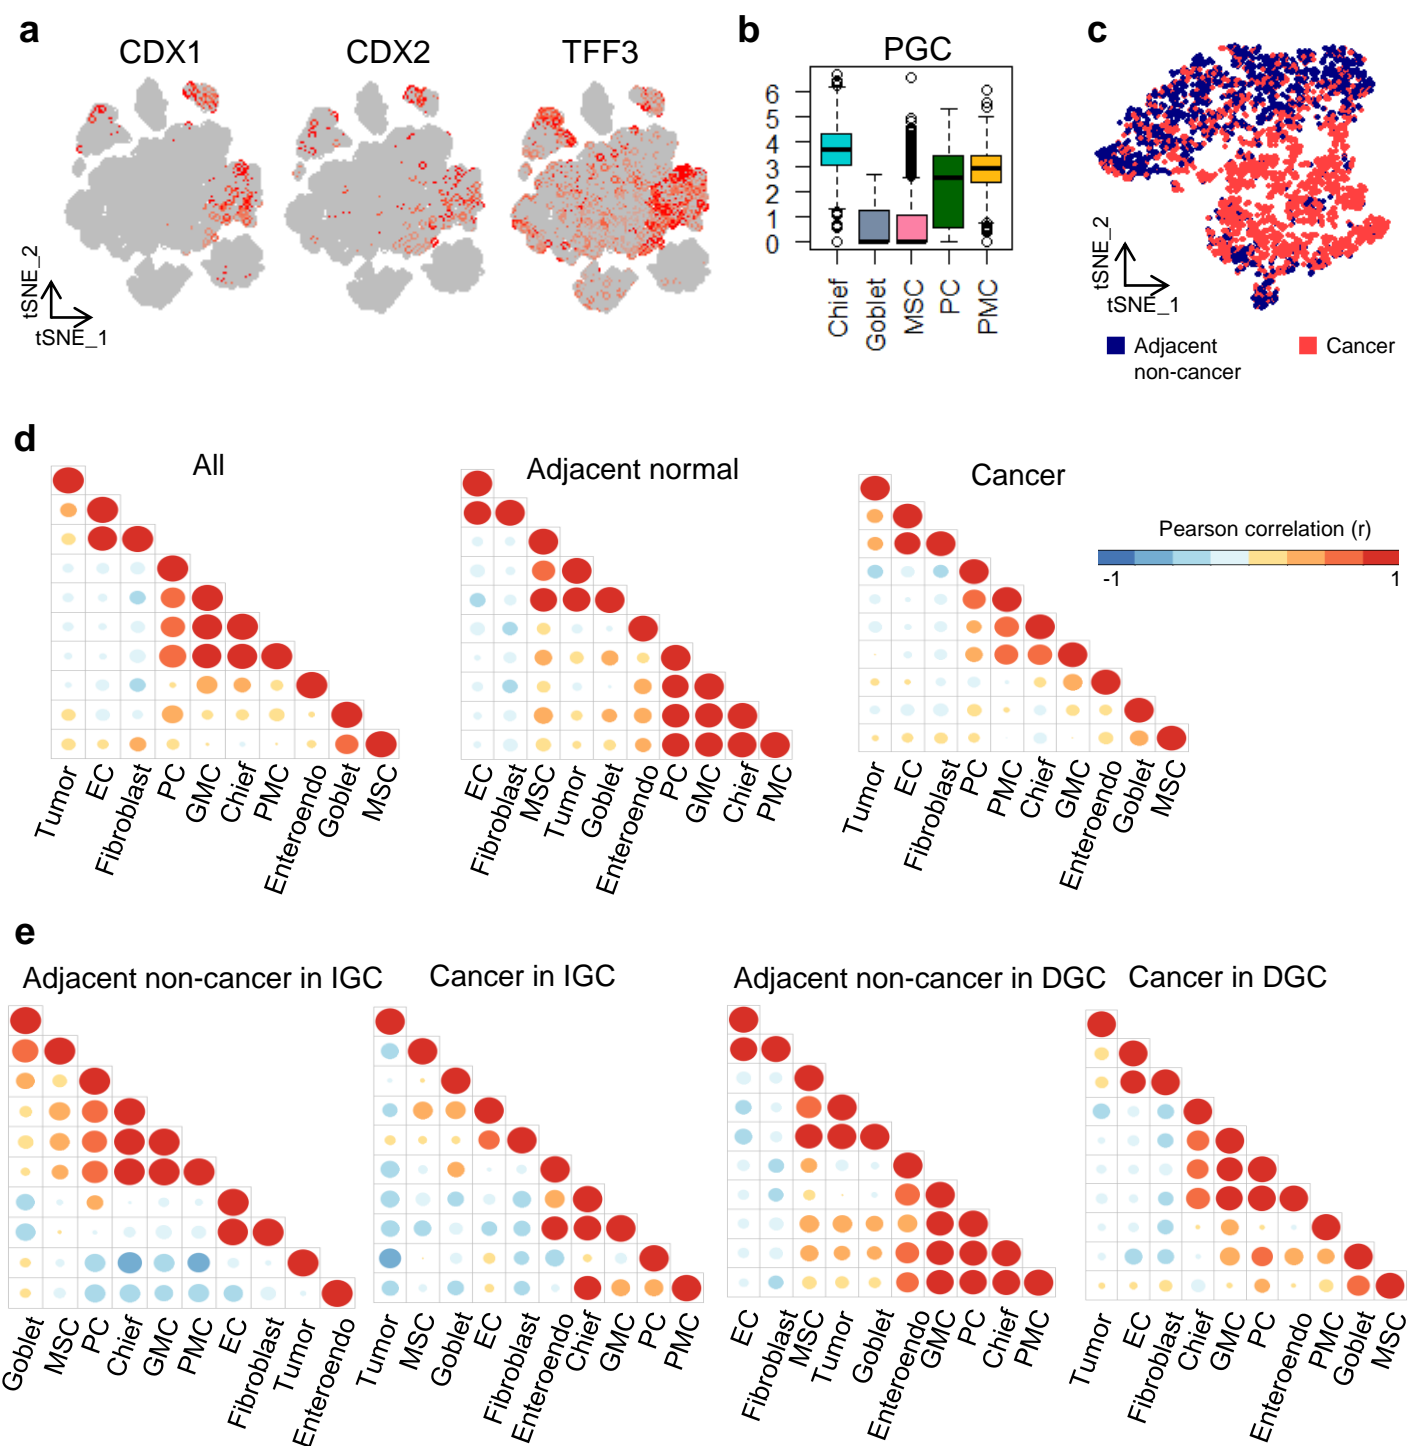 a
CDX1
CDX2
TFF3
tSNE_2
tSNE_1
b
PGC
6
5
4
3
2
1
0
Chief
Goblet
MSC
PC
PMC
c
tSNE_2
tSNE_1
Adjacent
non-cancer
Cancer
d
All
Adjacent normal
Cancer
Pearson correlation (r)
-1
1
Tumor
EC
Fibroblast
PC
GMC
Chief
PMC
Enteroendo
Goblet
MSC
EC
Fibroblast
MSC
Tumor
Goblet
Enteroendo
PC
GMC
Chief
PMC
Tumor
EC
Fibroblast
PC
PMC
Chief
GMC
Enteroendo
Goblet
MSC
e
Adjacent non-cancer in IGC
Cancer in IGC
Adjacent non-cancer in DGC
Cancer in DGC
Goblet
MSC
PC
Chief
GMC
PMC
EC
Fibroblast
Tumor
Enteroendo
Tumor
MSC
Goblet
EC
Fibroblast
Enteroendo
Chief
GMC
PC
PMC
EC
Fibroblast
MSC
Tumor
Goblet
Enteroendo
GMC
PC
Chief
PMC
Tumor
EC
Fibroblast
Chief
GMC
PC
Enteroendo
PMC
Goblet
MSC